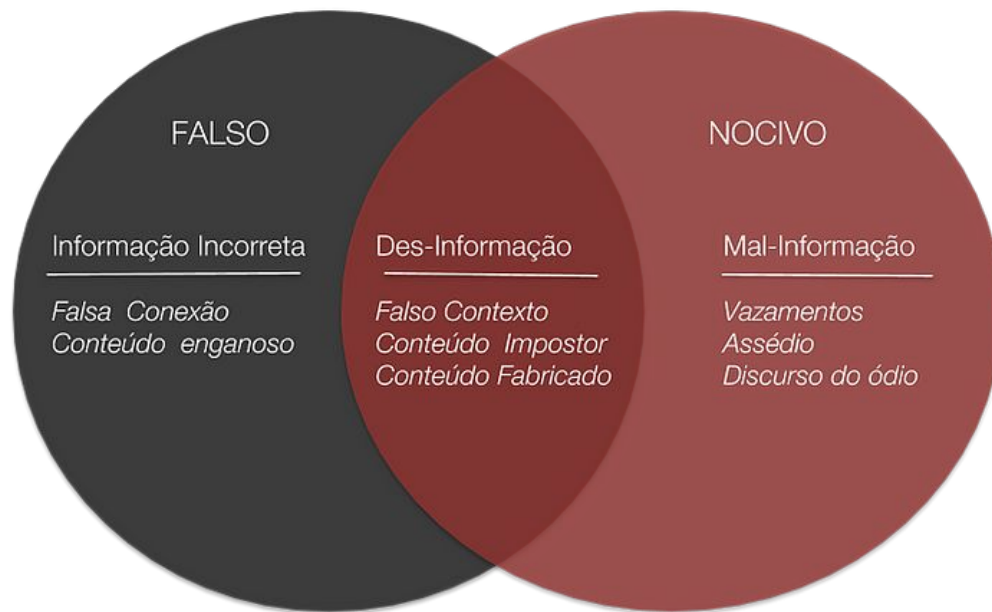 FALSO
NOCIVO
Informação Incorreta
Falsa Conexão
Conteúdo enganoso
Des-Informação
Falso Contexto
Conteúdo Impostor
Conteúdo Fabricado
Mal-Informação
Vazamentos
Assédio
Discurso do ódio